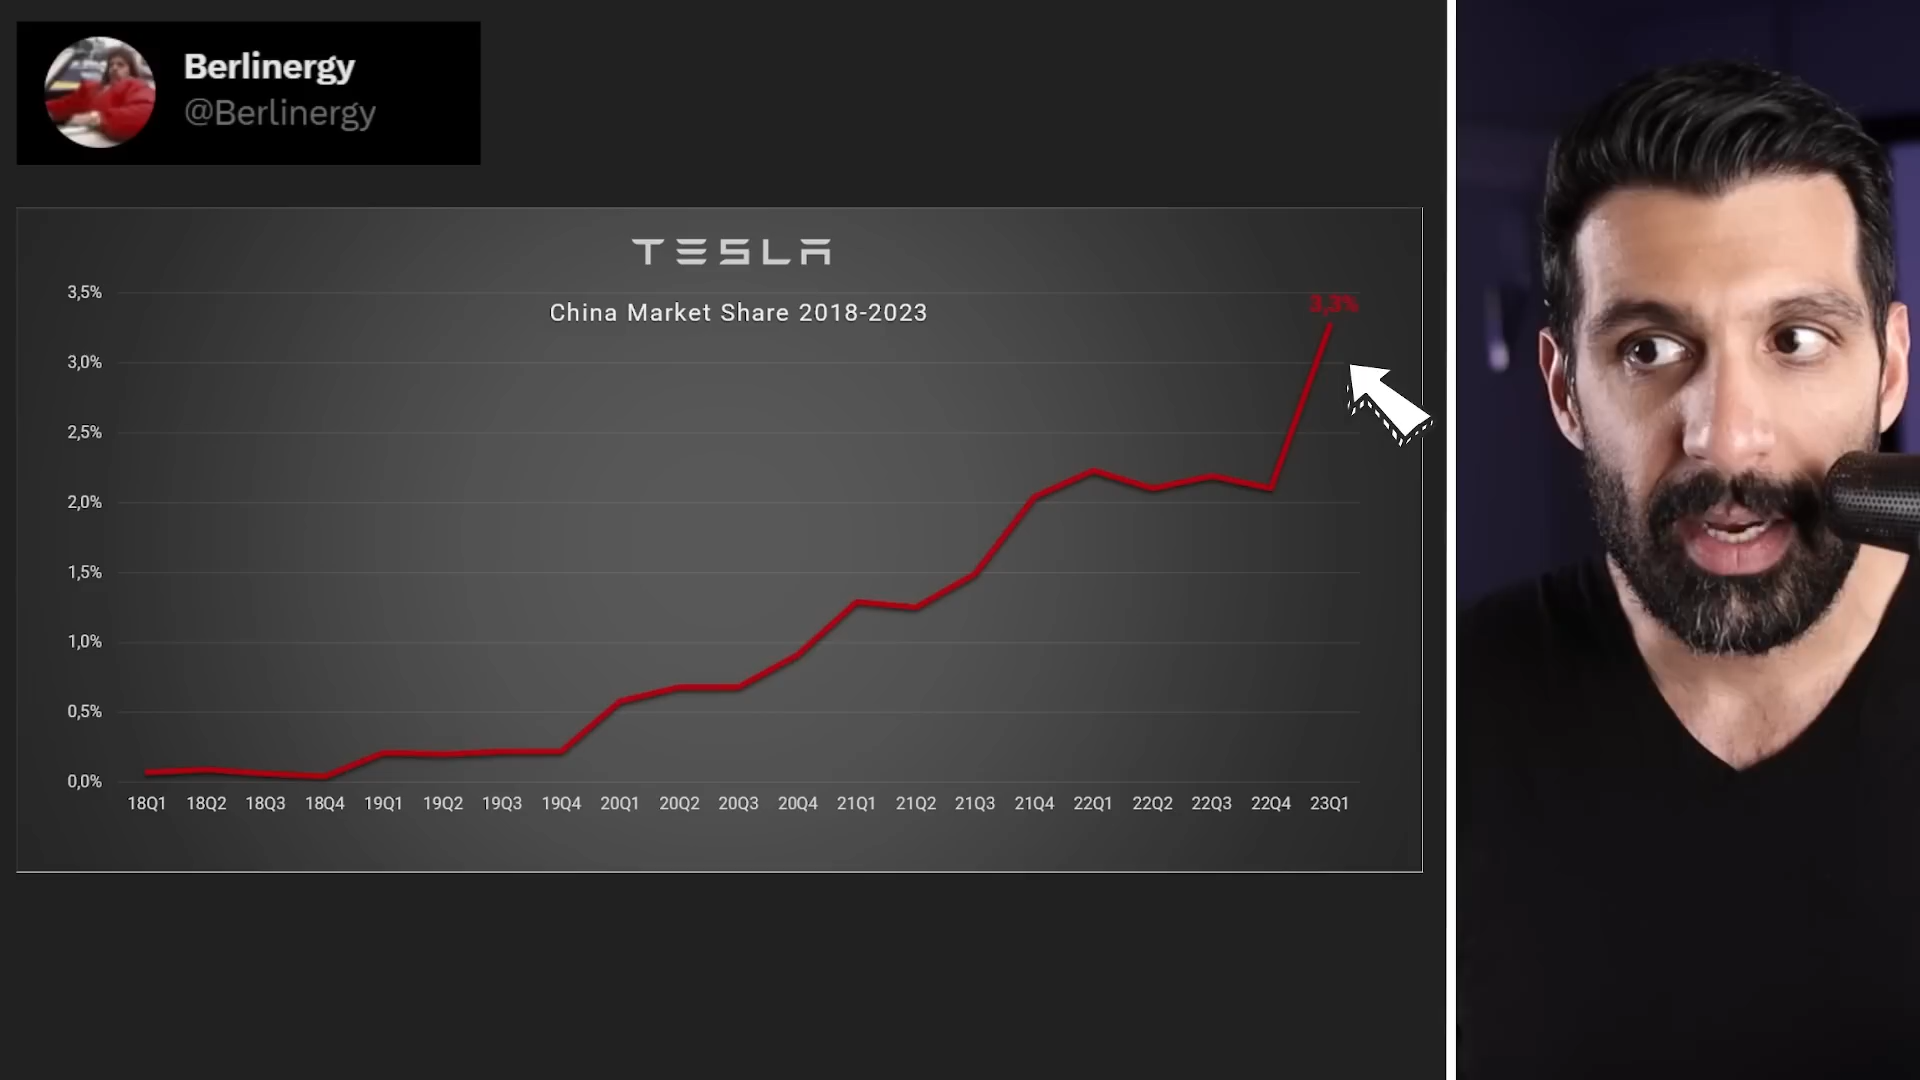 Berlinergy
@Berlinergy
TESLA
China Market Share 2018-2023
3,5%
3,0%
2,5%
2,0%
1,5%
1,0%
0,5%
0,0%
3,3%
18Q1 18Q2 18Q3 18Q4 19Q1 19Q2 19Q3 19Q4 20Q1 20Q2 20Q3 20Q4 21Q1 21Q2 21Q3 21Q4 22Q1 22Q2 22Q3 22Q4 23Q1